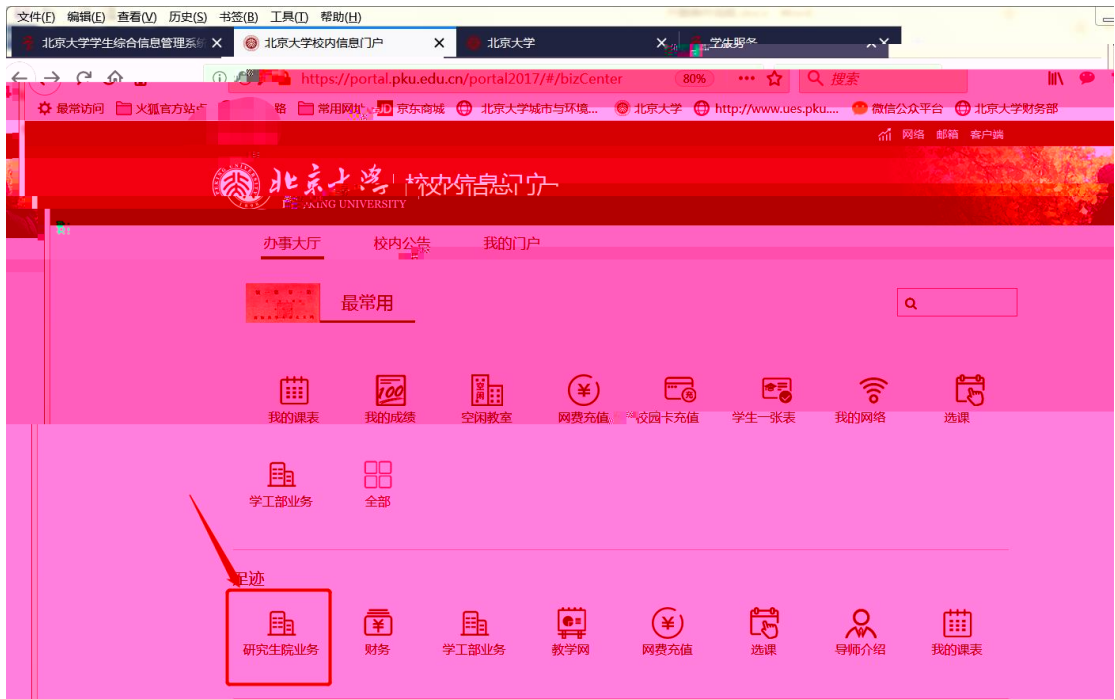 文件(F) 编辑(E) 查看(V) 历史(S) 书签(B) 工具(T) 帮助(H)
北京大学学生综合信息管理系统 北京大学校内信息门户 北京大学
https://portal.pku.edu.cn/portal2017/#/bizCenter 80% 搜索
最常访问 火狐官方站点 常用网址 京东商城 北京大学城市与环境... 北京大学 http://www.ues.pku.... 微信公众平台 北京大学财务部
网络 邮箱 客户端
北京大学 校内信息门户
PEKING UNIVERSITY
办事大厅 校内公告 我的门户
最常用
我的课表 我的成绩 空闲教室 网费充值 校园卡充值 学生一张表 我的网络 选课
学工部业务 全部
足迹
研究生院业务 财务 学工部业务 教学网 网费充值 选课 导师介绍 我的课表